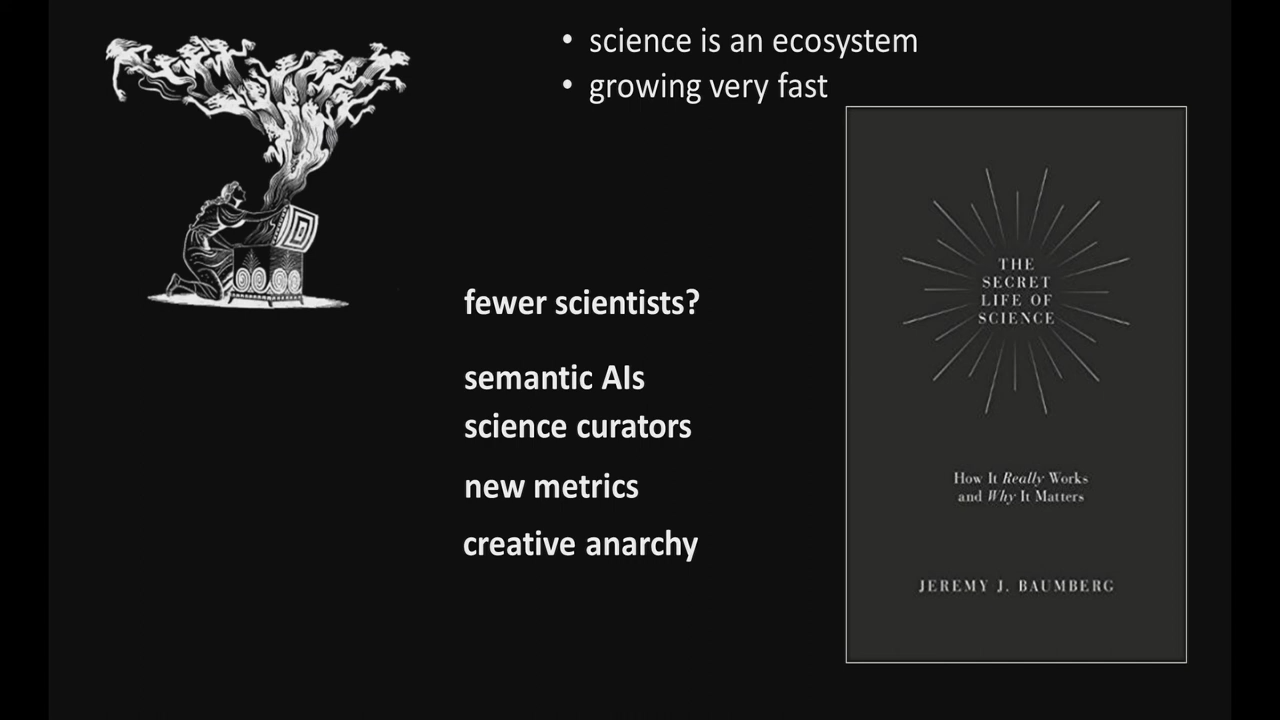 • science is an ecosystem
• growing very fast
fewer scientists?
semantic AIs
science curators
new metrics
creative anarchy
THE
SECRET
LIFE OF
SCIENCE
How It Really Works
and Why It Matters
JEREMY J. BAUMBERG